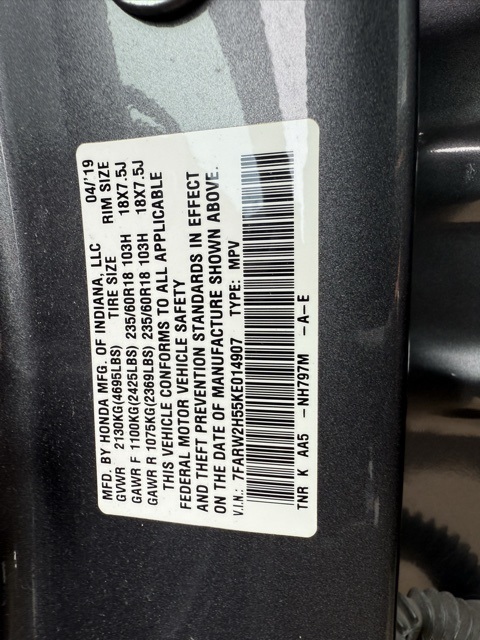 MFD. BY HONDA MFG. OF INDIANA, LLC 04/'19
GVWR 2130KG(4695LBS) TIRE SIZE RIM SIZE
GAWR F 1100KG(2425LBS) 235/60R18 103H 18X7.5J
GAWR R 1075KG(2369LBS) 235/60R18 103H 18X7.5J
THIS VEHICLE CONFORMS TO ALL APPLICABLE
FEDERAL MOTOR VEHICLE SAFETY
AND THEFT PREVENTION STANDARDS IN EFFECT
ON THE DATE OF MANUFACTURE SHOWN ABOVE.
V.I.N.: 7FARW2H55KE014907 TYPE: MPV
TNR K AA5 -NH797M -A-E